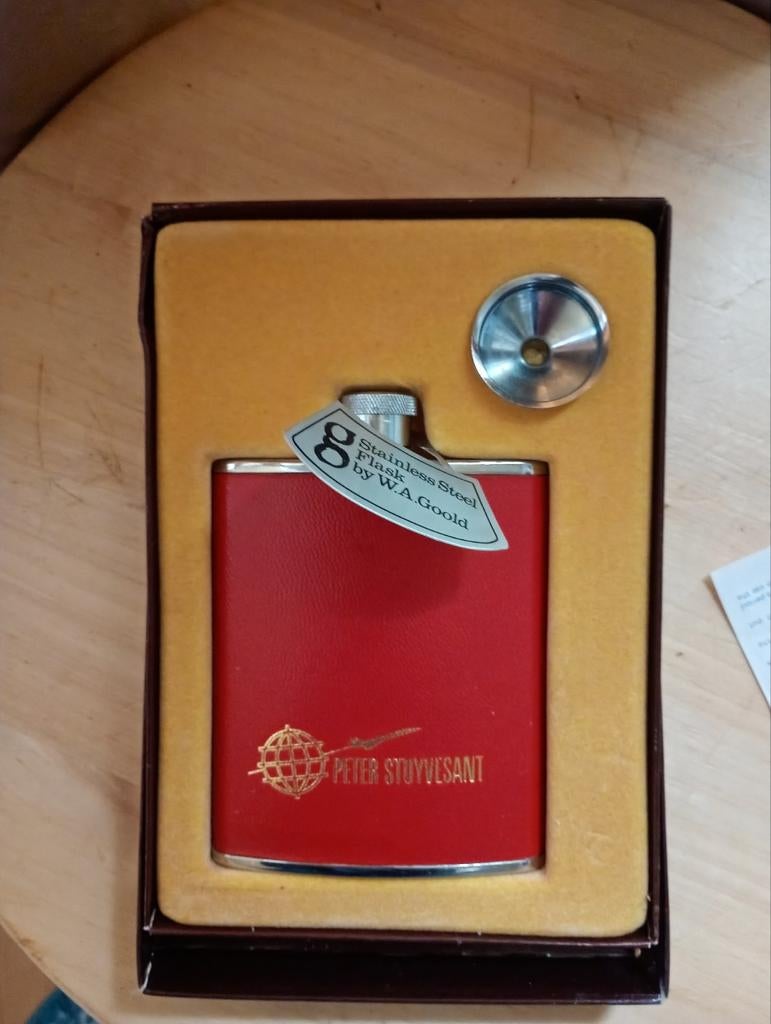 g
Stainless Steel
Flask
by W.A.Goold
PETER STUYVESANT